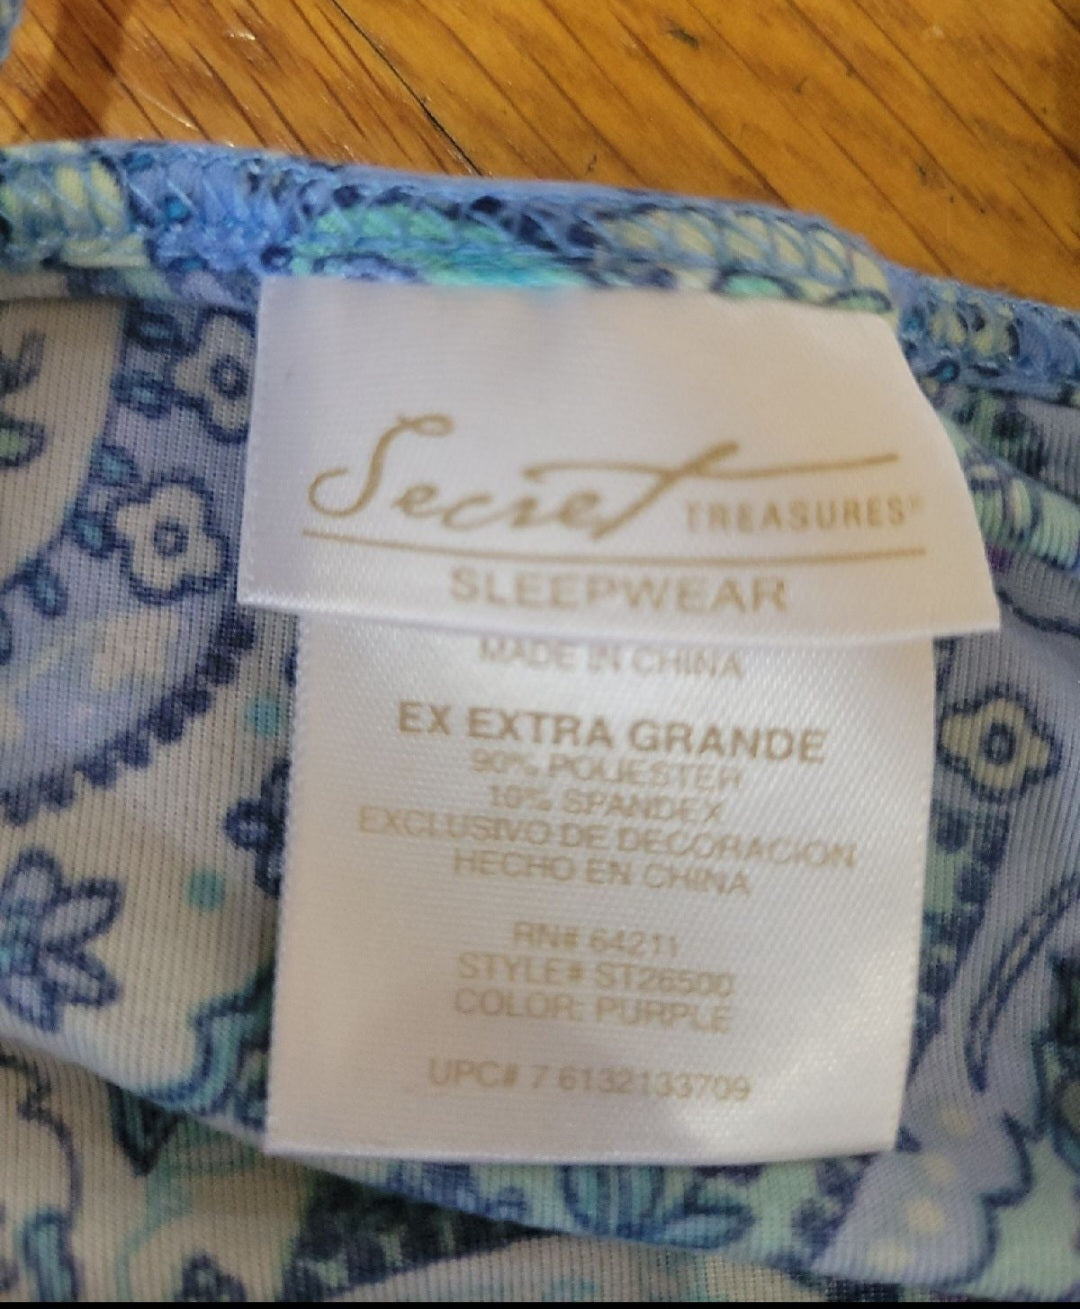 Secret TREASURES®
SLEEPWEAR
MADE IN CHINA
EX EXTRA GRANDE
90% POLIESTER
10% SPANDEX
EXCLUSIVO DE DECORACION
HECHO EN CHINA
RN# 64211
STYLE# ST26500
COLOR: PURPLE
UPC# 7 6132133709